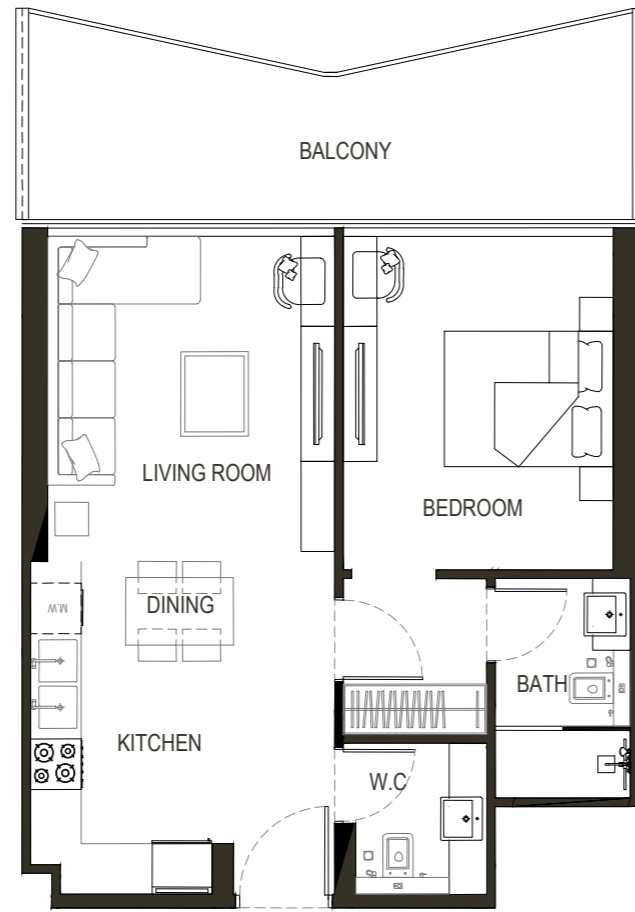 BALCONY
LIVING ROOM
BEDROOM
DINING
M.W
BATH
KITCHEN
W.C